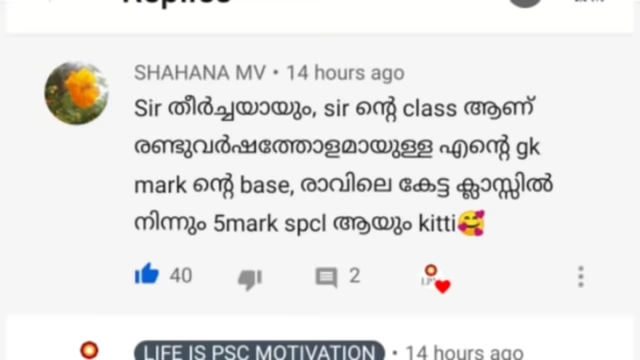 Replies
SHAHANA MV • 14 hours ago
Sir തീർച്ചയായും, sir ന്റെ class ആണ്
രണ്ടുവർഷത്തോളമായുള്ള എന്റെ gk
mark ന്റെ base, രാവിലെ കേട്ട ക്ലാസ്സിൽ
നിന്നും 5mark spcl ആയും kitti🥰
40 2
LIFE IS PSC MOTIVATION • 14 hours ago